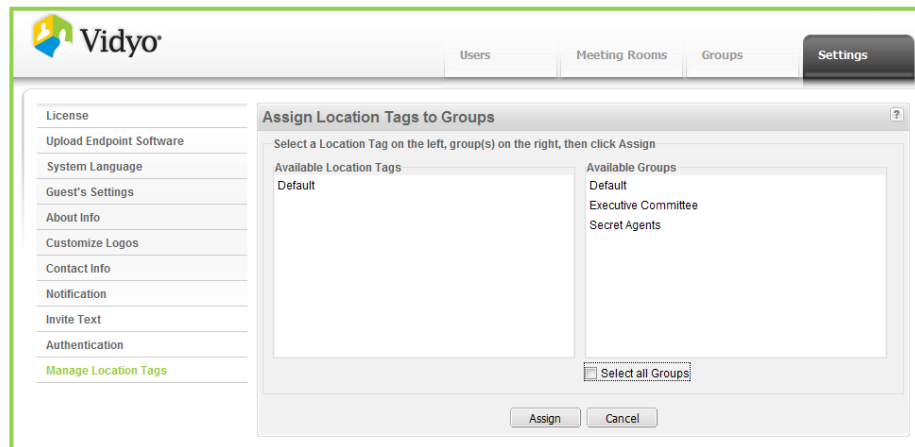 Vidyo
Users Meeting Rooms Groups Settings
License
Upload Endpoint Software
System Language
Guest's Settings
About Info
Customize Logos
Contact Info
Notification
Invite Text
Authentication
Manage Location Tags
Assign Location Tags to Groups ?
Select a Location Tag on the left, group(s) on the right, then click Assign
Available Location Tags
Default
Available Groups
Default
Executive Committee
Secret Agents
Select all Groups
Assign Cancel